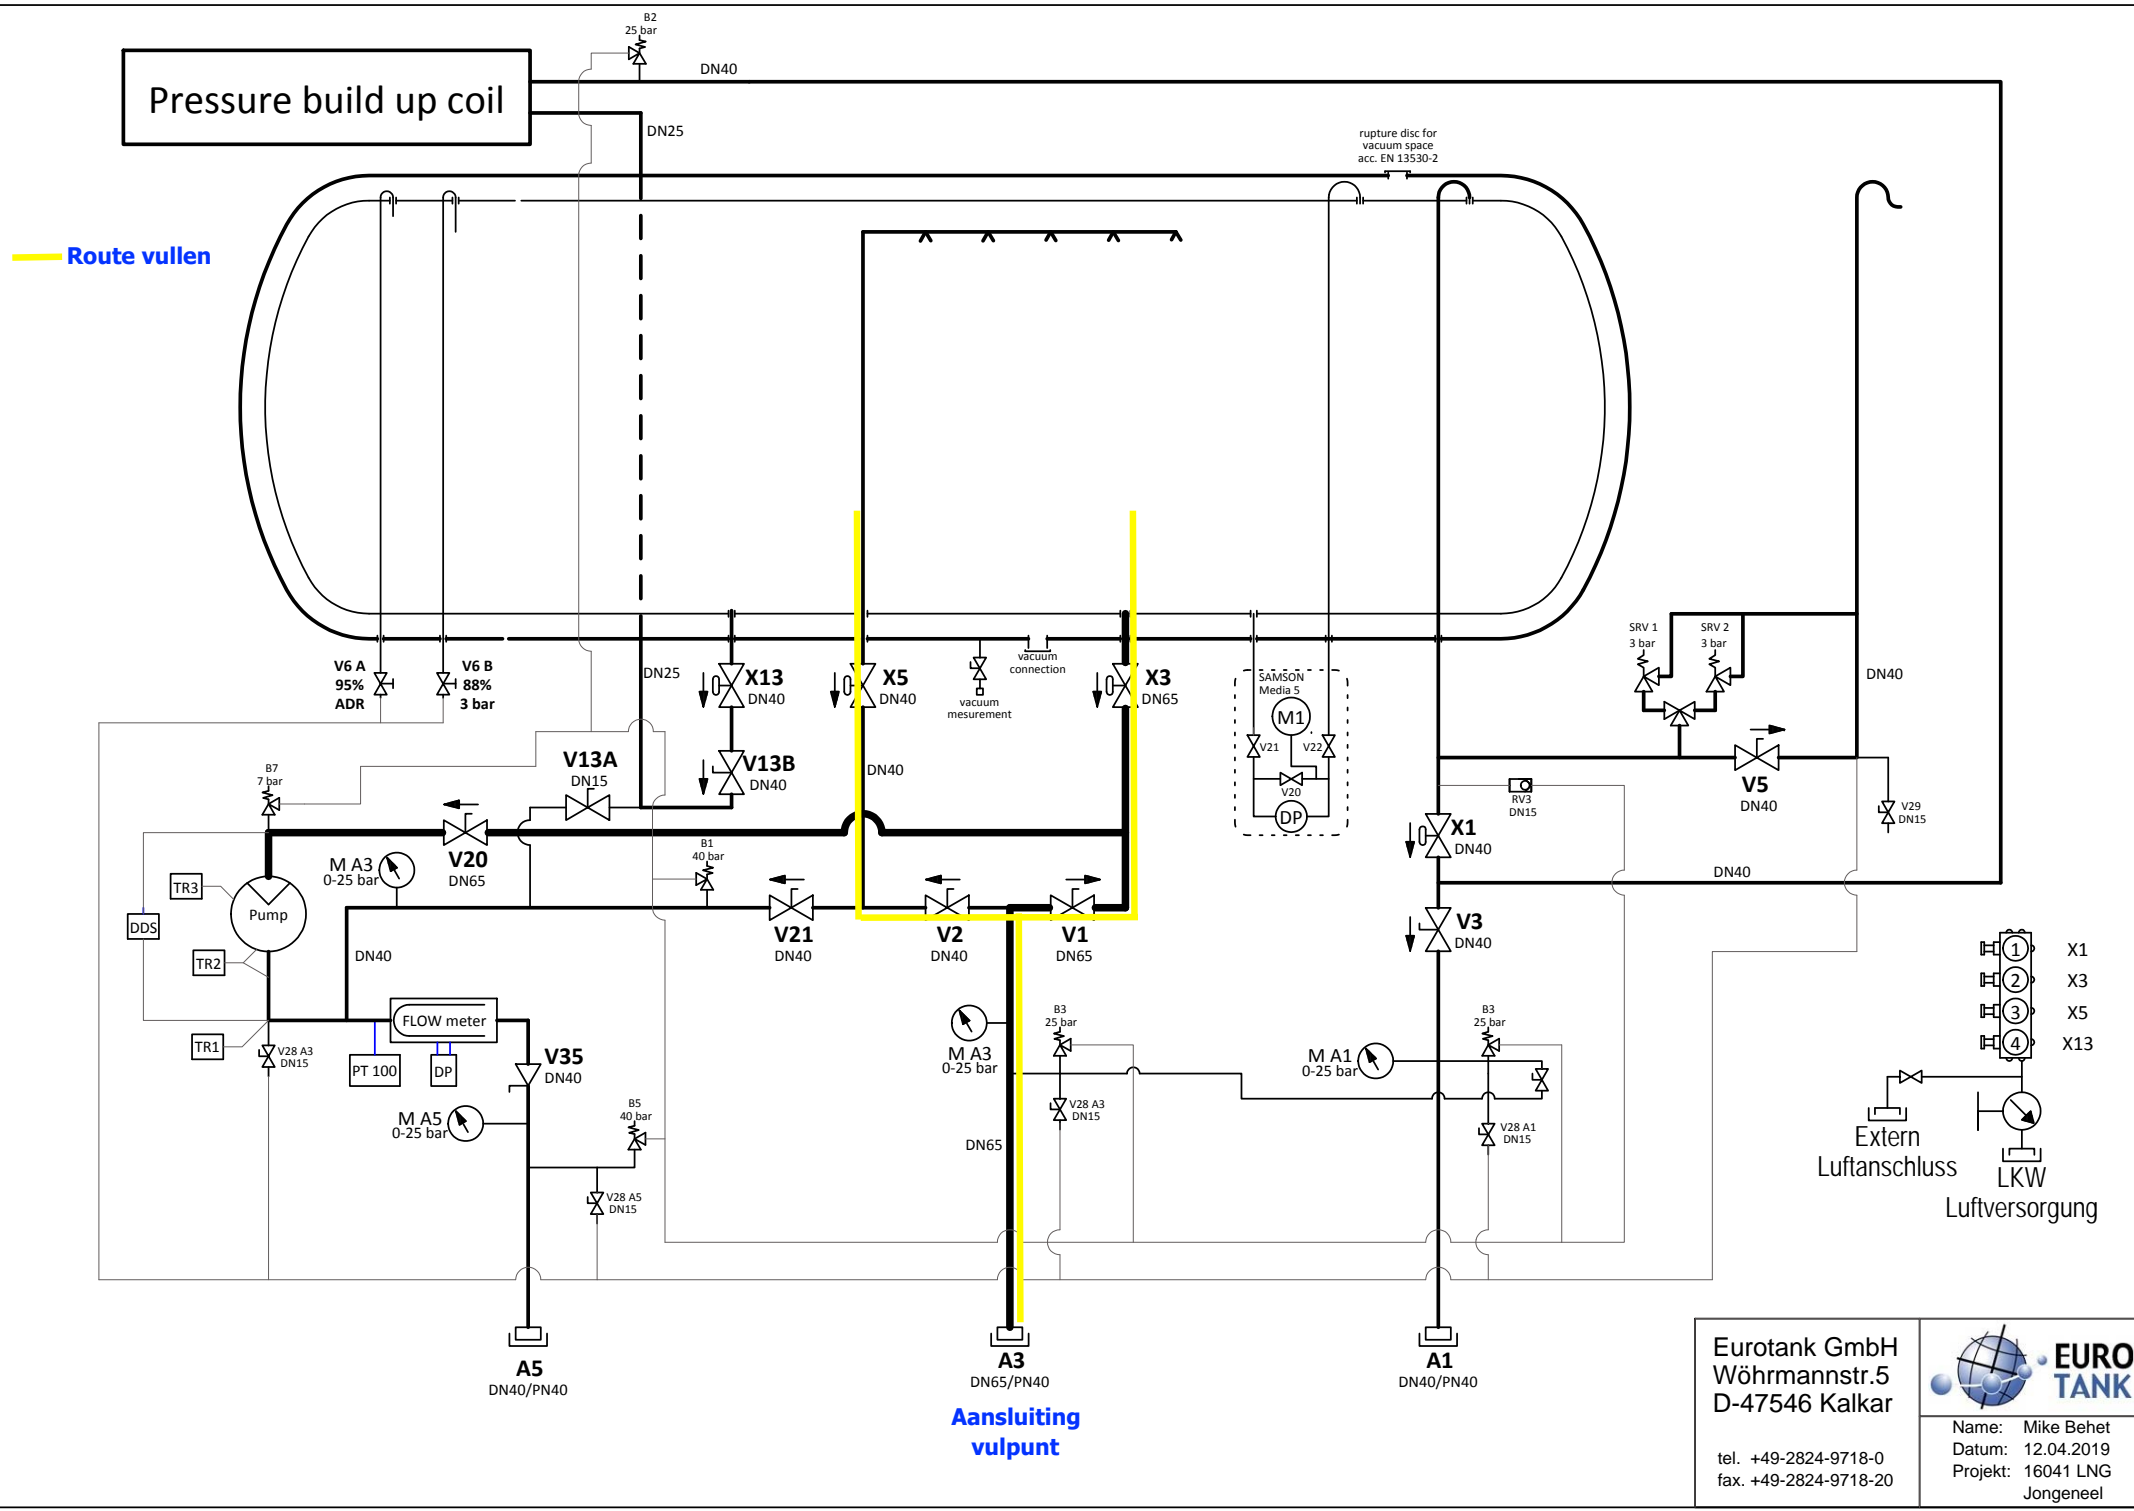 B2
25 bar
DN40
Pressure build up coil
DN25
rupture disc for
vacuum space
acc. EN 13530-2
Route vullen
V6 A
95%
ADR
V6 B
88%
3 bar
DN25
X13
DN40
X5
DN40
vacuum
mesurement
vacuum
connection
X3
DN65
SAMSON
Media 5
M1
V21
V22
V20
DP
SRV 1
3 bar
SRV 2
3 bar
DN40
V5
DN40
V29
DN15
RV3
DN15
X1
DN40
DN40
V3
DN40
B7
7 bar
V13A
DN15
V13B
DN40
DN40
V20
DN65
M A3
0-25 bar
B1
40 bar
TR3
Pump
DDS
TR2
DN40
V21
DN40
V2
DN40
V1
DN65
TR1
V28 A3
DN15
FLOW meter
PT 100
DP
V35
DN40
M A5
0-25 bar
B5
40 bar
V28 A5
DN15
M A3
0-25 bar
B3
25 bar
V28 A3
DN15
DN65
M A1
0-25 bar
B3
25 bar
V28 A1
DN15
1
X1
2
X3
3
X5
4
X13
Extern
Luftanschluss
LKW
Luftversorgung
A5
DN40/PN40
A3
DN65/PN40
Aansluiting
vulpunt
A1
DN40/PN40
Eurotank GmbH
Wöhrmannstr.5
D-47546 Kalkar
tel. +49-2824-9718-0
fax. +49-2824-9718-20
EURO
TANK
Name: Mike Behet
Datum: 12.04.2019
Projekt: 16041 LNG
Jongeneel